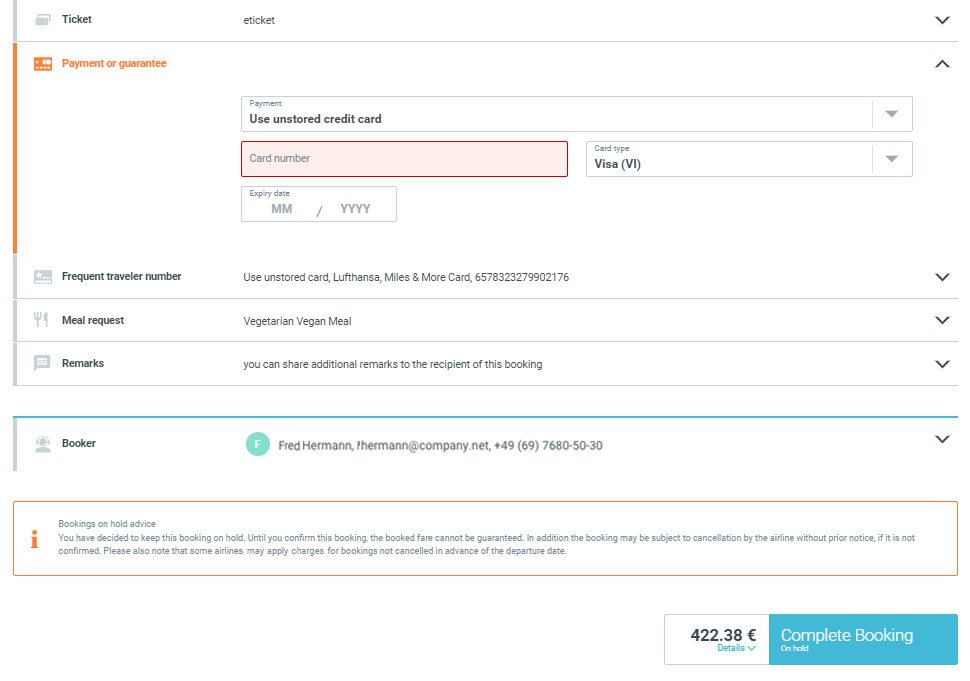 Ticket
eticket
Payment or guarantee
Payment
Use unstored credit card
Card number
Card type
Visa (VI)
Expiry date
MM / YYYY
Frequent traveler number
Use unstored card, Lufthansa, Miles & More Card, 6578323279902176
Meal request
Vegetarian Vegan Meal
Remarks
you can share additional remarks to the recipient of this booking
Booker
F
Fred Hermann, fhermann@company.net, +49 (69) 7680-50-30
Bookings on hold advice
You have decided to keep this booking on hold. Until you confirm this booking, the booked fare cannot be guaranteed. In addition the booking may be subject to cancellation by the airline without prior notice, if it is not
confirmed. Please also note that some airlines may apply charges for bookings not cancelled in advance of the departure date.
422.38 €
Details
Complete Booking
On hold